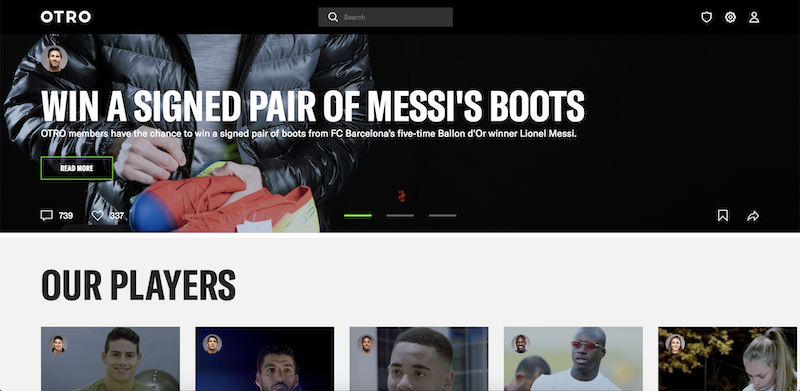 OTRO
Search
WIN A SIGNED PAIR OF MESSI'S BOOTS
OTRO members have the chance to win a signed pair of boots from FC Barcelona's five-time Ballon d'Or winner Lionel Messi.
READ MORE
739
337
OUR PLAYERS